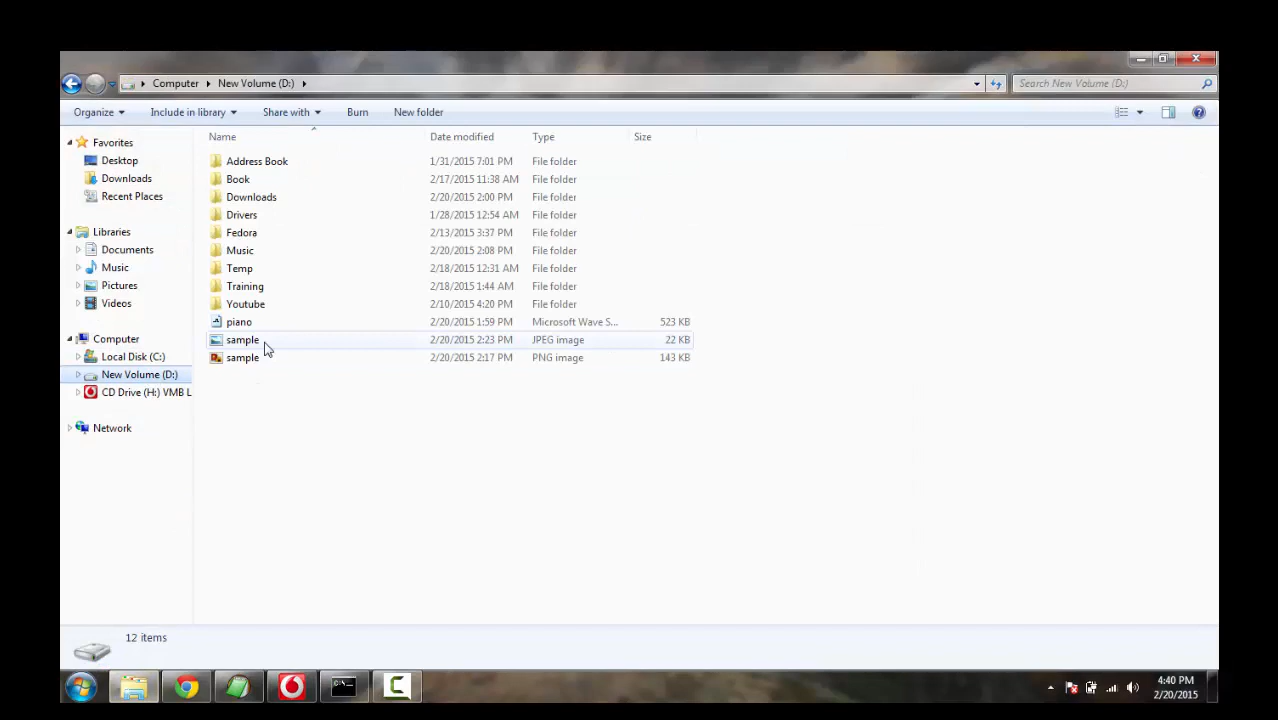 Computer New Volume (D:)
Search New Volume (D:)
Organize Include in library Share with Burn New folder
Favorites
Desktop
Downloads
Recent Places
Libraries
Documents
Music
Pictures
Videos
Computer
Local Disk (C:)
New Volume (D:)
CD Drive (H:) VMB L
Network
Name Date modified Type Size
Address Book 1/31/2015 7:01 PM File folder
Book 2/17/2015 11:38 AM File folder
Downloads 2/20/2015 2:00 PM File folder
Drivers 1/28/2015 12:54 AM File folder
Fedora 2/13/2015 3:37 PM File folder
Music 2/20/2015 2:08 PM File folder
Temp 2/18/2015 12:31 AM File folder
Training 2/18/2015 1:44 AM File folder
Youtube 2/10/2015 4:20 PM File folder
piano 2/20/2015 1:59 PM Microsoft Wave S... 523 KB
sample 2/20/2015 2:23 PM JPEG image 22 KB
sample 2/20/2015 2:17 PM PNG image 143 KB
12 items
4:40 PM
2/20/2015